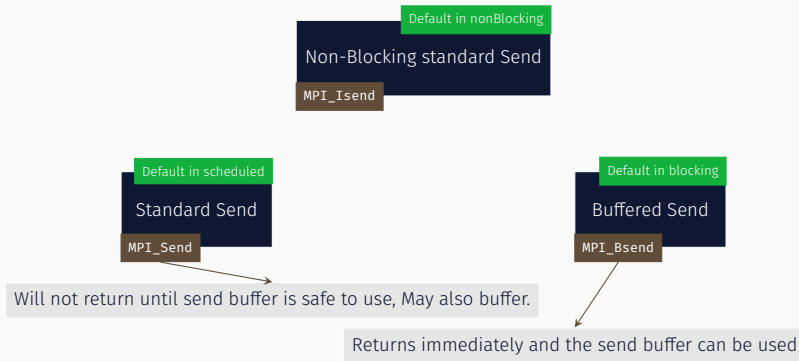 Default in nonBlocking
Non-Blocking standard Send
MPI_Isend
Default in scheduled
Standard Send
MPI_Send
Default in blocking
Buffered Send
MPI_Bsend
Will not return until send buffer is safe to use, May also buffer.
Returns immediately and the send buffer can be used